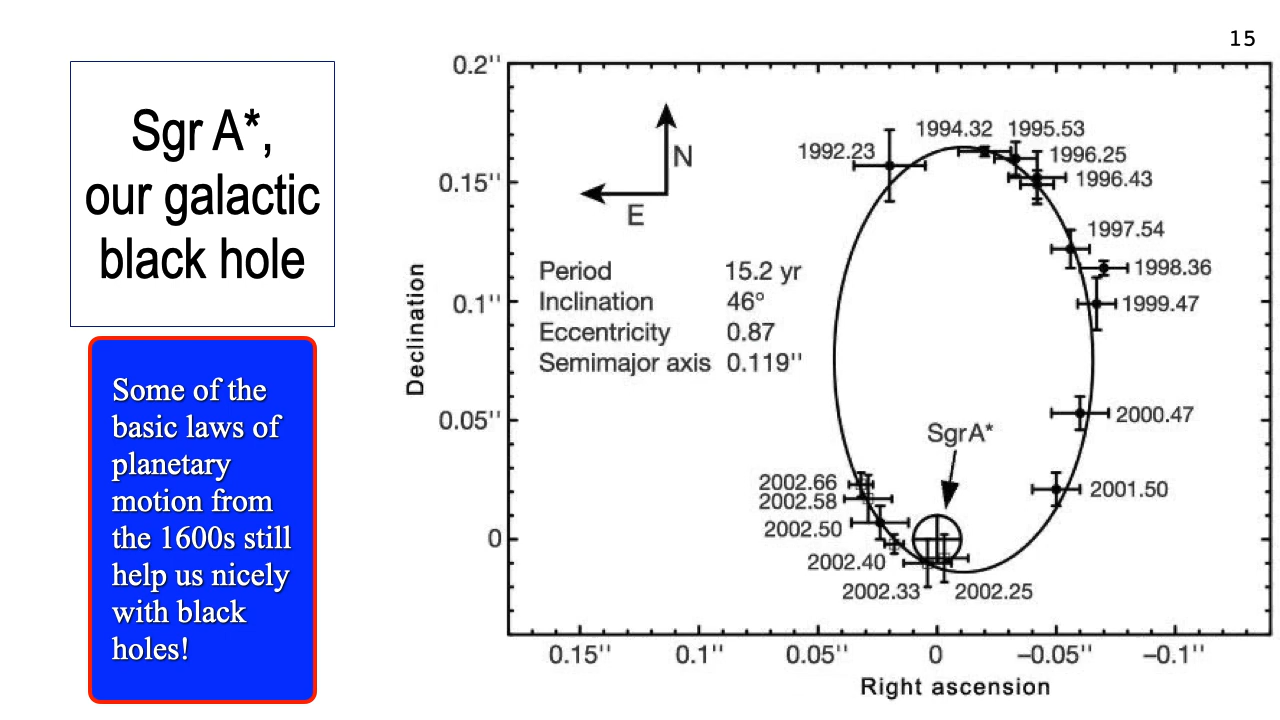 15
Sgr A*,
our galactic
black hole
Some of the
basic laws of
planetary
motion from
the 1600s still
help us nicely
with black
holes!
0.2''
0.15''
0.1''
0.05''
0
Declination
N
E
Period 15.2 yr
Inclination 46°
Eccentricity 0.87
Semimajor axis 0.119''
1992.23
1994.32
1995.53
1996.25
1996.43
1997.54
1998.36
1999.47
2000.47
2001.50
SgrA*
2002.66
2002.58
2002.50
2002.40
2002.33
2002.25
0.15''
0.1''
0.05''
0
−0.05''
−0.1''
Right ascension